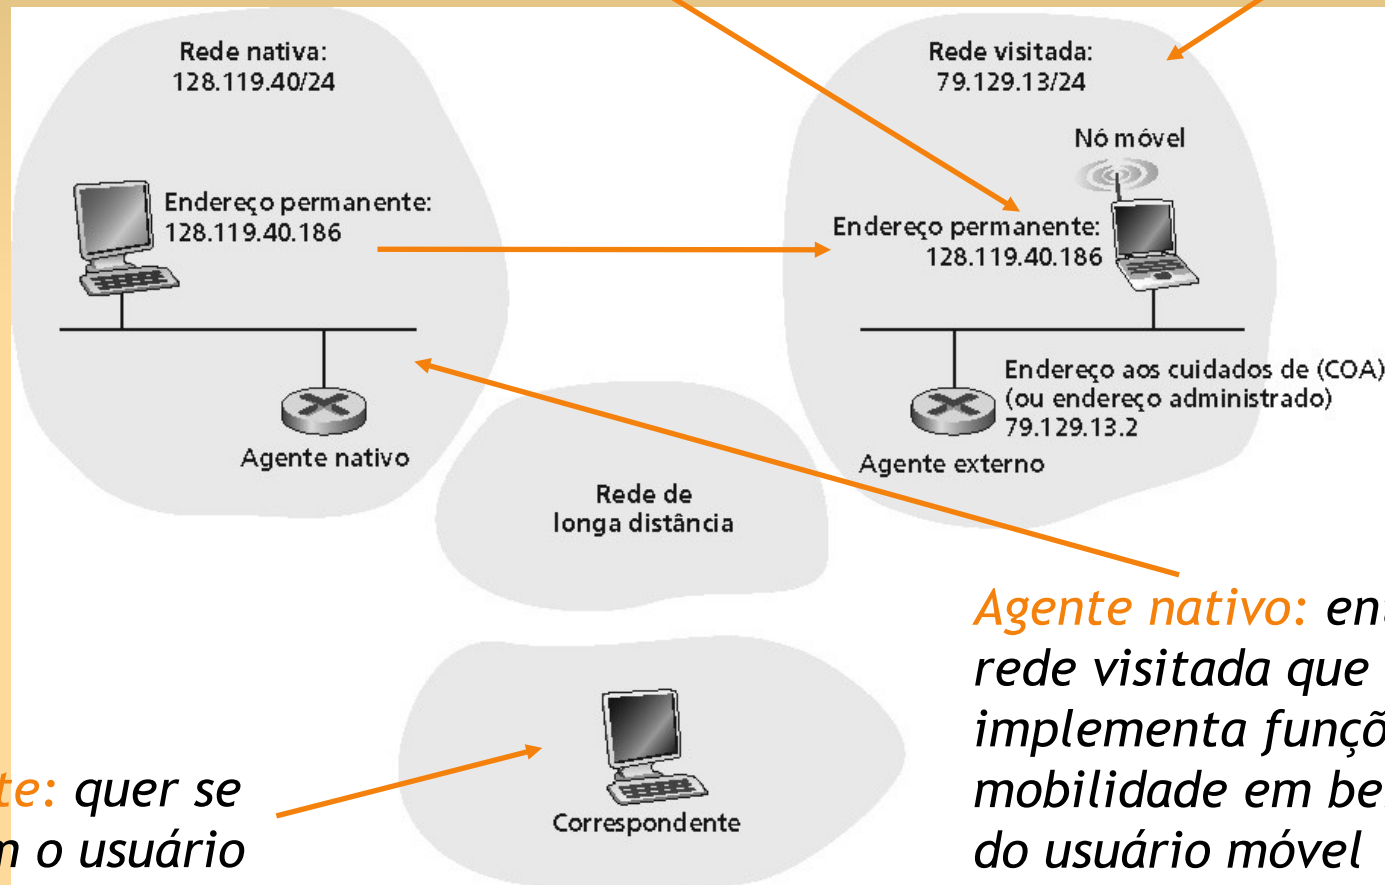 Rede nativa:
128.119.40/24
Rede visitada:
79.129.13/24
Nó móvel
Endereço permanente:
128.119.40.186
Endereço permanente:
128.119.40.186
Endereço aos cuidados de (COA)
(ou endereço administrado)
79.129.13.2
Agente nativo
Agente externo
Rede de
longa distância
Agente nativo:
rede visitada que
implementa
mobilidade em
do usuário móvel
quer se
o usuário
Correspondente